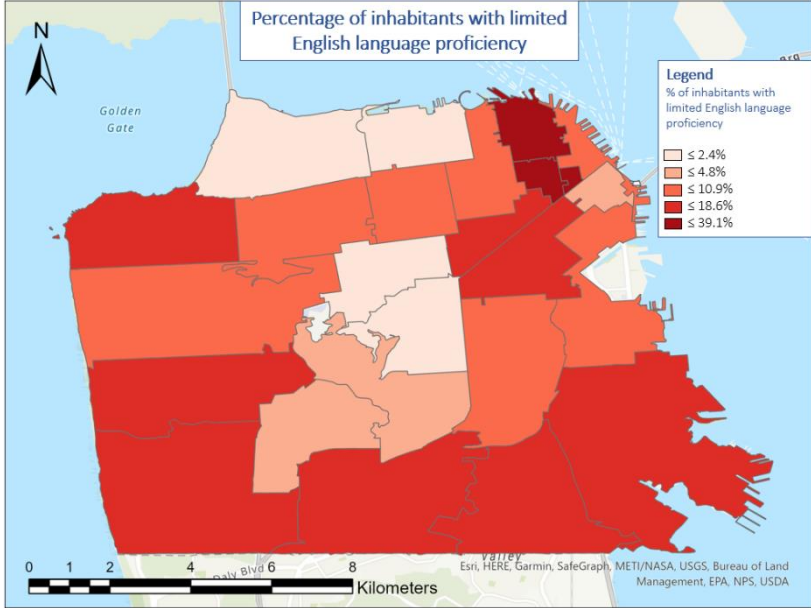 Percentage of inhabitants with limited
English language proficiency
N
Golden
Gate
Legend
% of inhabitants with
limited English language
proficiency
≤ 2.4%
≤ 4.8%
≤ 10.9%
≤ 18.6%
≤ 39.1%
0 1 2 4 6 8
Kilometers
Daly Blvd
Valley
Esri, HERE, Garmin, SafeGraph, METI/NASA, USGS, Bureau of Land
Management, EPA, NPS, USDA